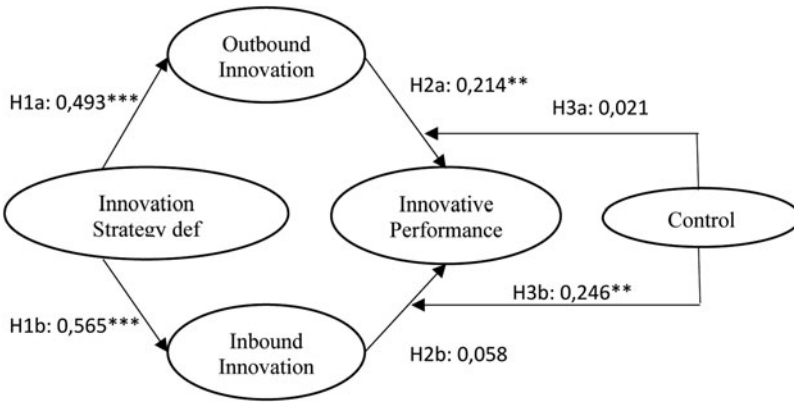 Outbound
Innovation
H1a: 0,493***
H2a: 0,214**
H3a: 0,021
Innovation
Strategy def
Innovative
Performance
Control
H1b: 0,565***
H3b: 0,246**
Inbound
Innovation
H2b: 0,058